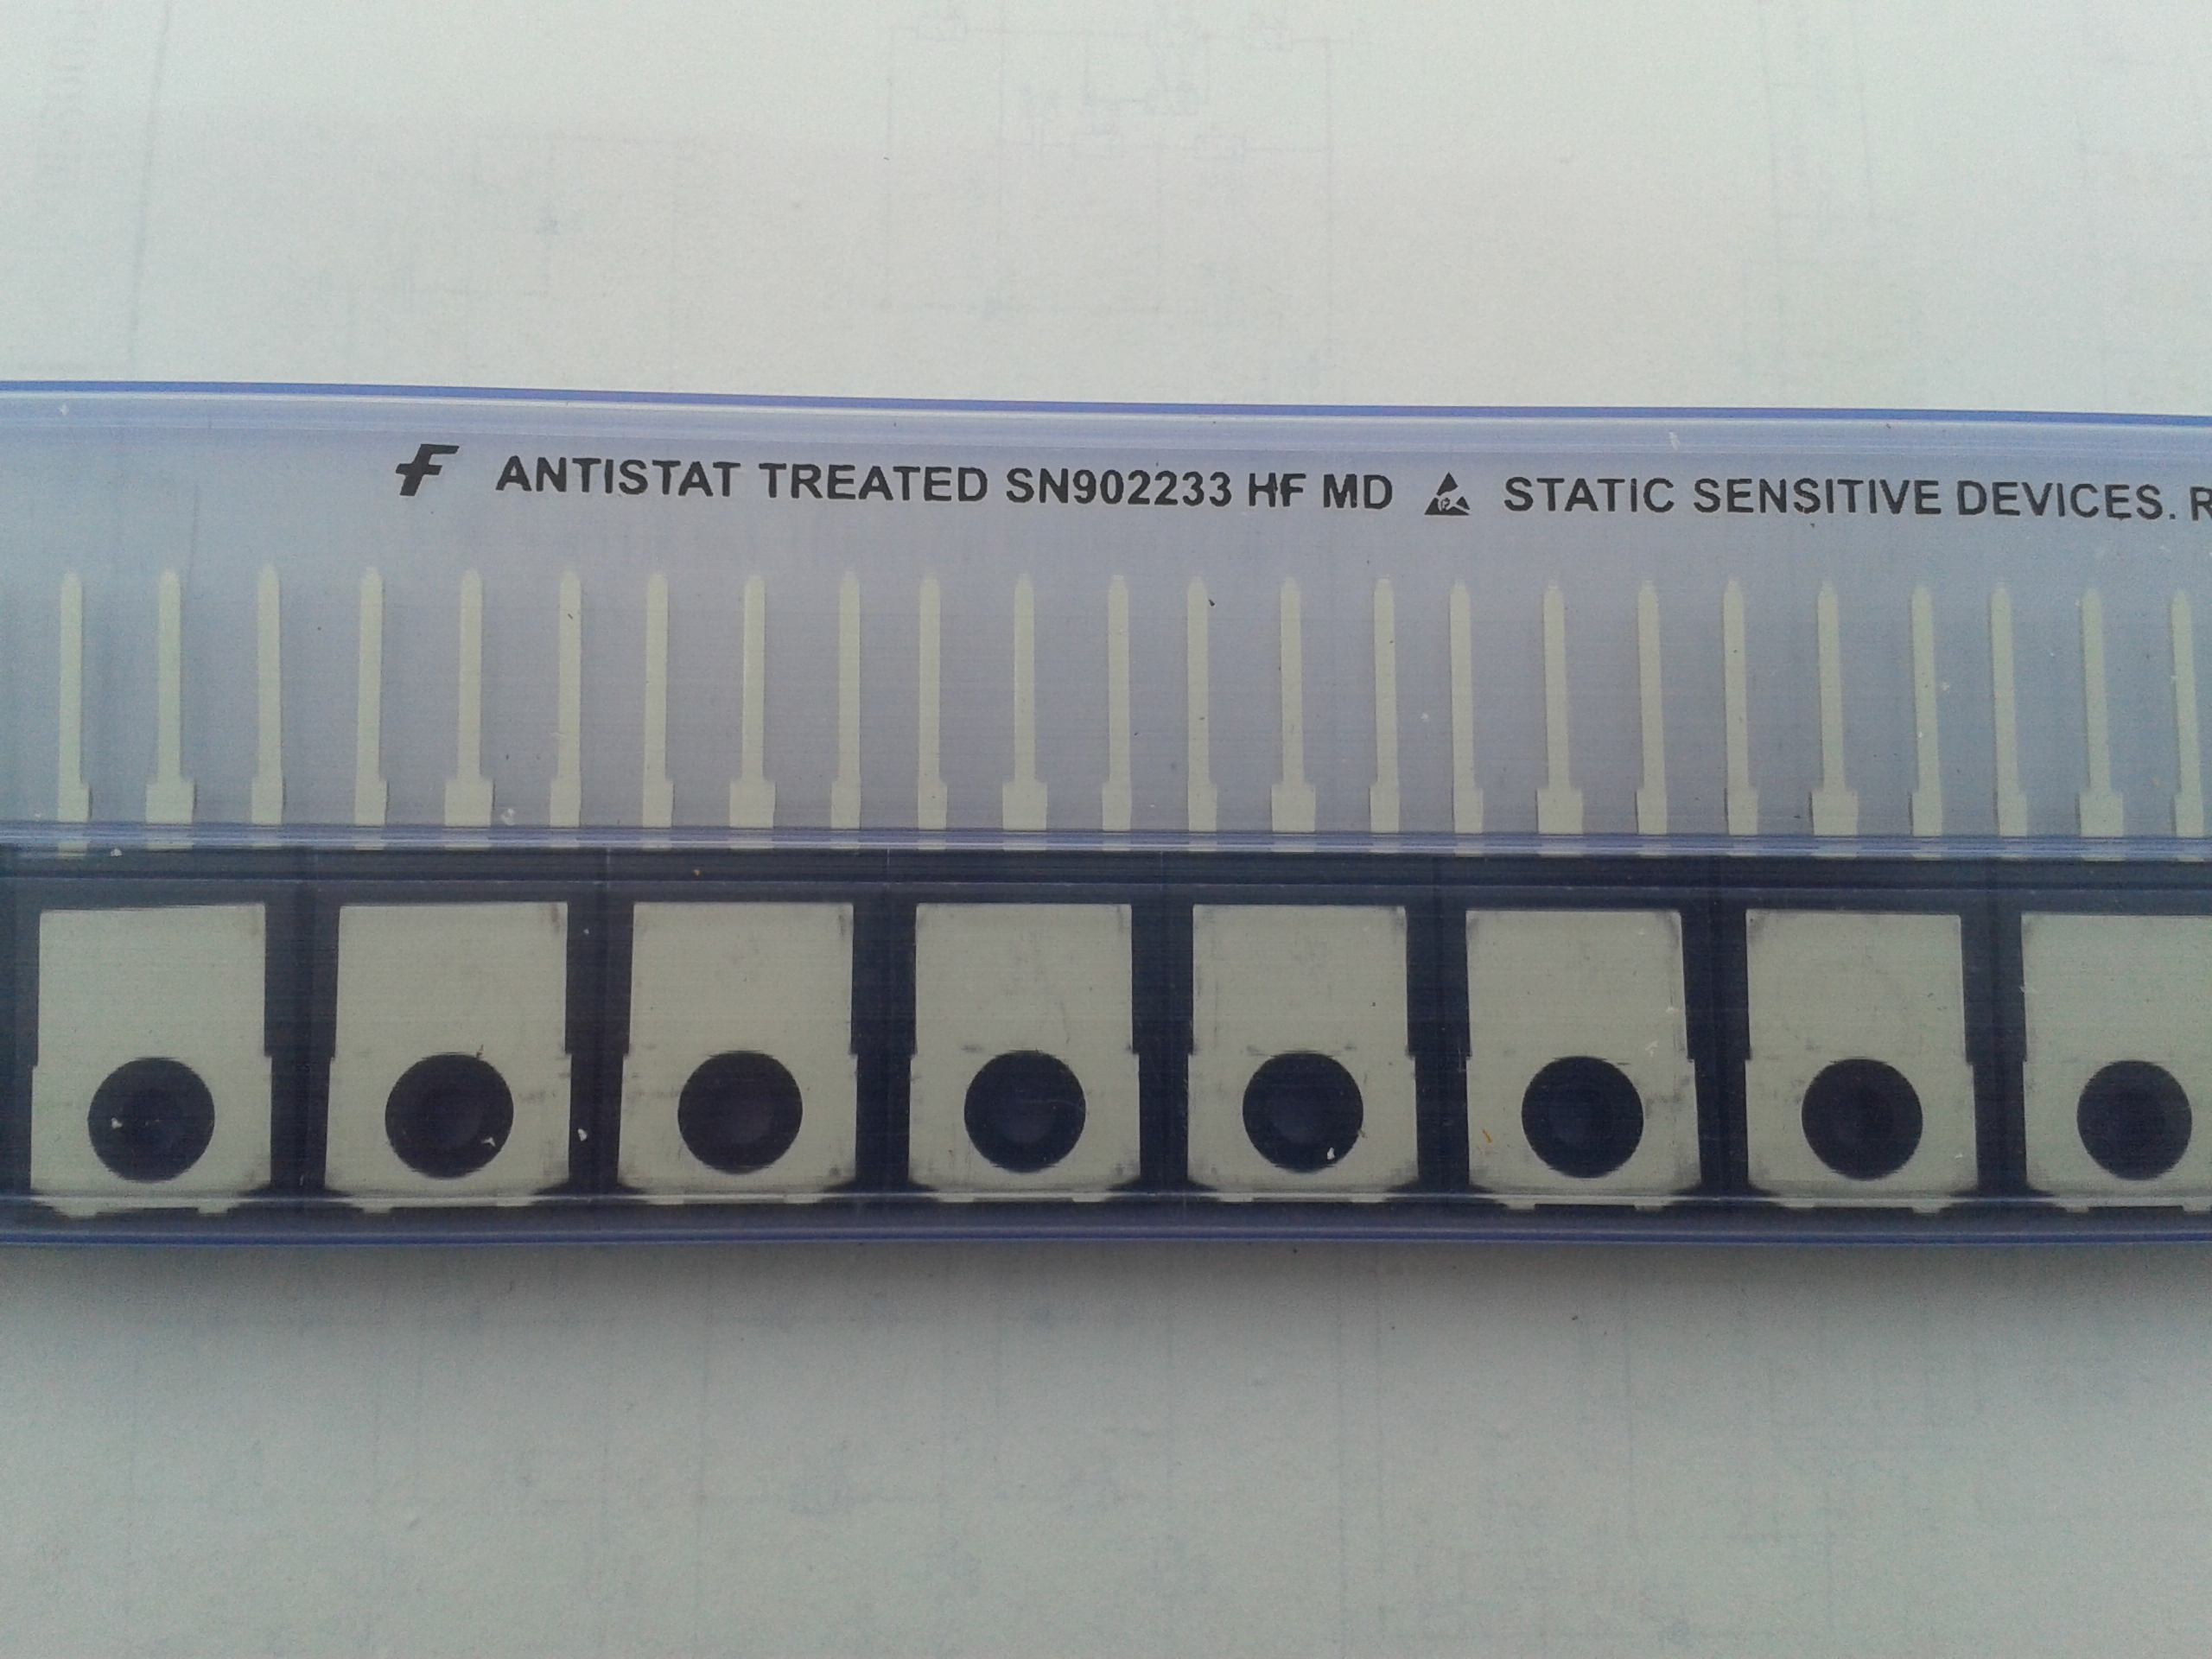 F ANTISTAT TREATED SN902233 HF MD STATIC SENSITIVE DEVICES. R